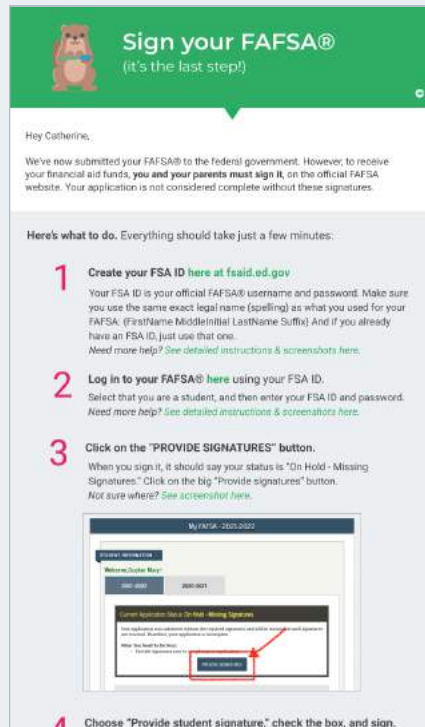 Sign your FAFSA®
(it's the last step!)
Hey Catherine,
We've now submitted your FAFSA® to the federal government. However, to receive
your financial aid funds, you and your parents must sign it, on the official FAFSA
website. Your application is not considered complete without these signatures.
Here's what to do. Everything should take just a few minutes:
1
Create your FSA ID here at fsaid.ed.gov
Your FSA ID is your official FAFSA® username and password. Make sure
you use the same exact legal name (spelling) as what you used for your
FAFSA: (FirstName MiddleInitial LastName Suffix) And if you already
have an FSA ID, just use that one.
Need more help? See detailed instructions & screenshots here.
2
Log in to your FAFSA® here using your FSA ID.
Select that you are a student, and then enter your FSA ID and password.
Need more help? See detailed instructions & screenshots here.
3
Click on the "PROVIDE SIGNATURES" button.
When you sign it, it should say your status is "On Hold - Missing
Signatures." Click on the big "Provide signatures" button.
Not sure where? See screenshot here.
My FAFSA - 2021-2022
STUDENT INFORMATION
2021-2022 2020-2021
Current Application Status: On Hold - Missing Signatures
What You Need to Do Next:
PROVIDE SIGNATURES
4
Choose "Provide student signature," check the box, and sign.